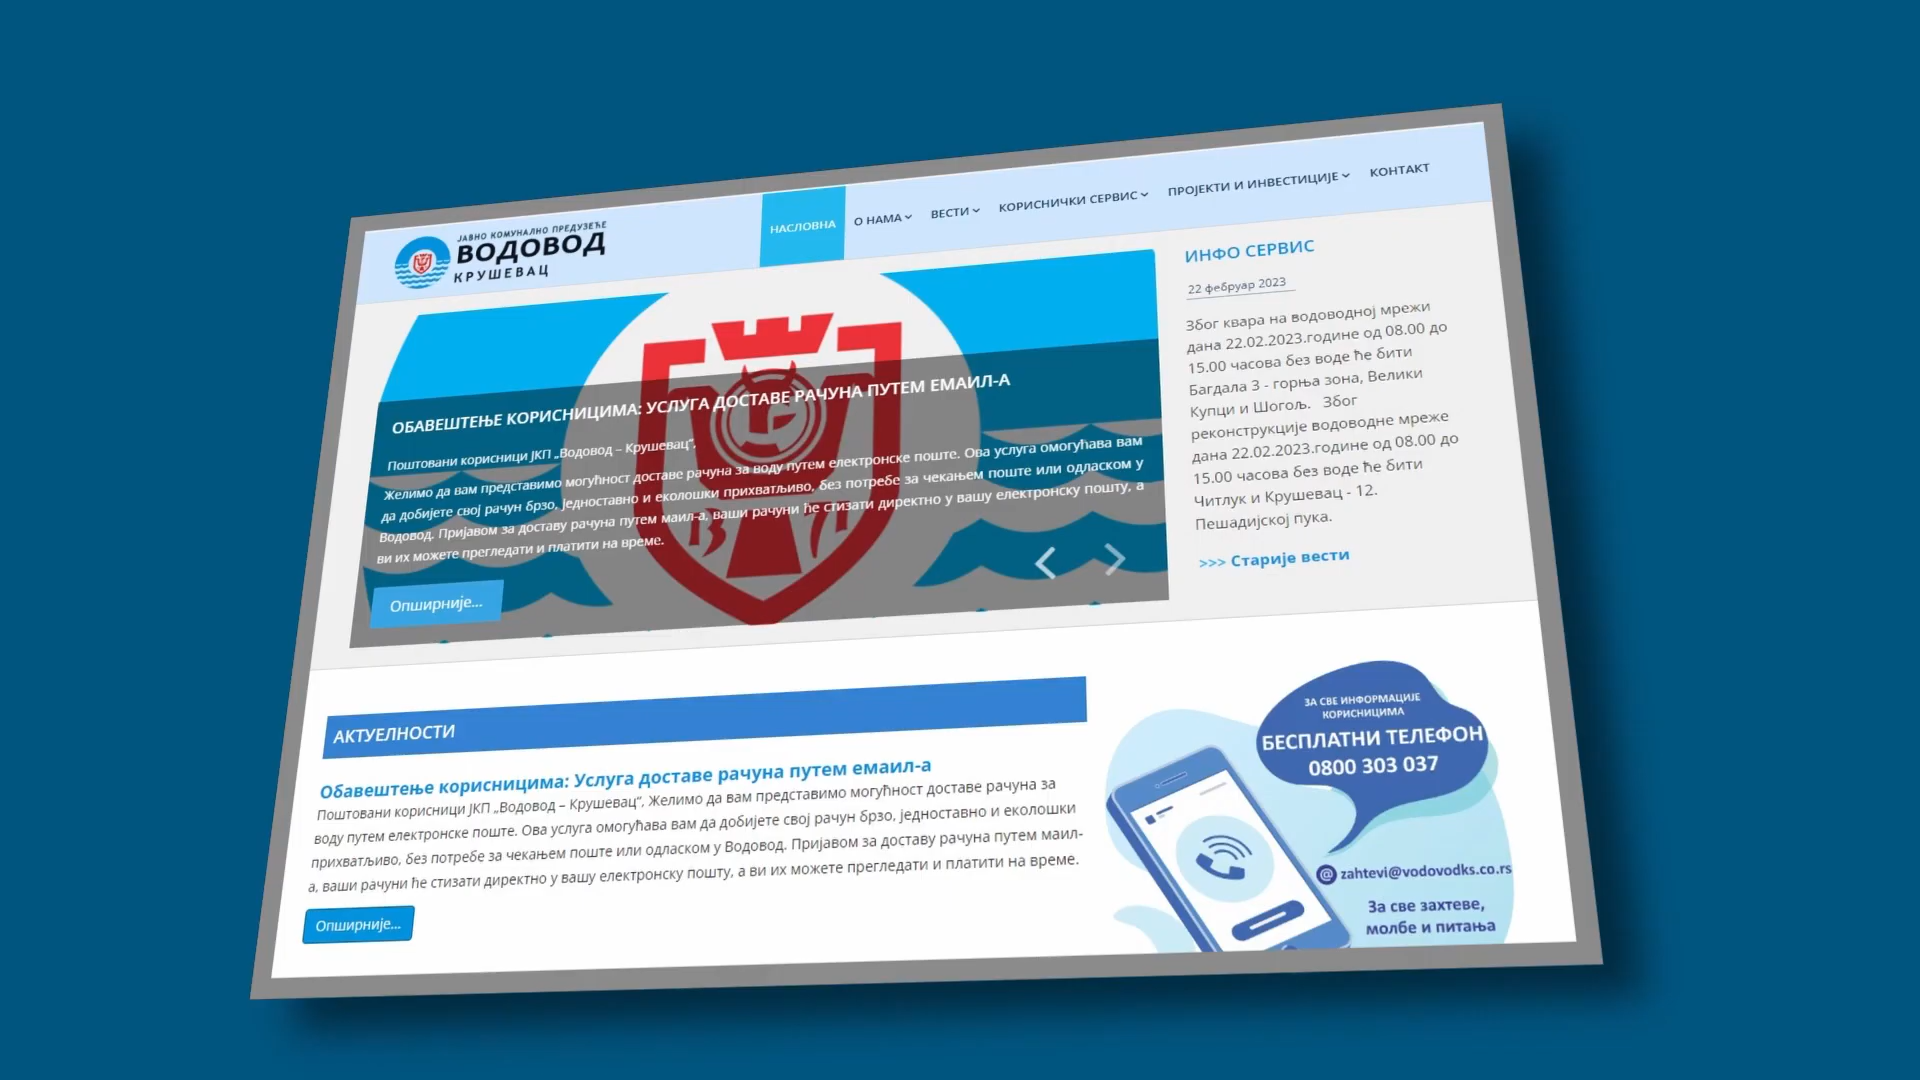 ЈАВНО КОМУНАЛНО ПРЕДУЗЕЋЕ
ВОДОВОД
КРУШЕВАЦ
НАСЛОВНА
О НАМА
ВЕСТИ
КОРИСНИЧКИ СЕРВИС
ПРОЈЕКТИ И ИНВЕСТИЦИЈЕ
КОНТАКТ
ОБАВЕШТЕЊЕ КОРИСНИЦИМА: УСЛУГА ДОСТАВЕ РАЧУНА ПУТЕМ ЕМАИЛ-А
Поштовани корисници ЈКП „Водовод – Крушевац“,
Желимо да вам представимо могућност доставе рачуна за воду путем електронске поште. Ова услуга омогућава вам
да добијете свој рачун брзо, једноставно и еколошки прихватљиво, без потребе за чекањем поште или одласком у
Водовод. Пријавом за доставу рачуна путем маил-а, ваши рачуни ће стизати директно у вашу електронску пошту, а
ви их можете прегледати и платити на време.
13 71
Опширније...
ИНФО СЕРВИС
22 фебруар 2023
Због квара на водоводној мрежи
дана 22.02.2023.године од 08.00 до
15.00 часова без воде ће бити
Багдала 3 - горња зона, Велики
Купци и Шогољ. Због
реконструкције водоводне мреже
дана 22.02.2023.године од 08.00 до
15.00 часова без воде ће бити
Читлук и Крушевац - 12.
Пешадијској пука.
>>> Старије вести
АКТУЕЛНОСТИ
Обавештење корисницима: Услуга доставе рачуна путем емаил-а
Поштовани корисници ЈКП „Водовод – Крушевац“, Желимо да вам представимо могућност доставе рачуна за
воду путем електронске поште. Ова услуга омогућава вам да добијете свој рачун брзо, једноставно и еколошки
прихватљиво, без потребе за чекањем поште или одласком у Водовод. Пријавом за доставу рачуна путем маил-
а, ваши рачуни ће стизати директно у вашу електронску пошту, а ви их можете прегледати и платити на време.
Опширније...
ЗА СВЕ ИНФОРМАЦИЈЕ
КОРИСНИЦИМА
БЕСПЛАТНИ ТЕЛЕФОН
0800 303 037
@ zahtevi@vodovodks.co.rs
За све захтеве,
молбе и питања